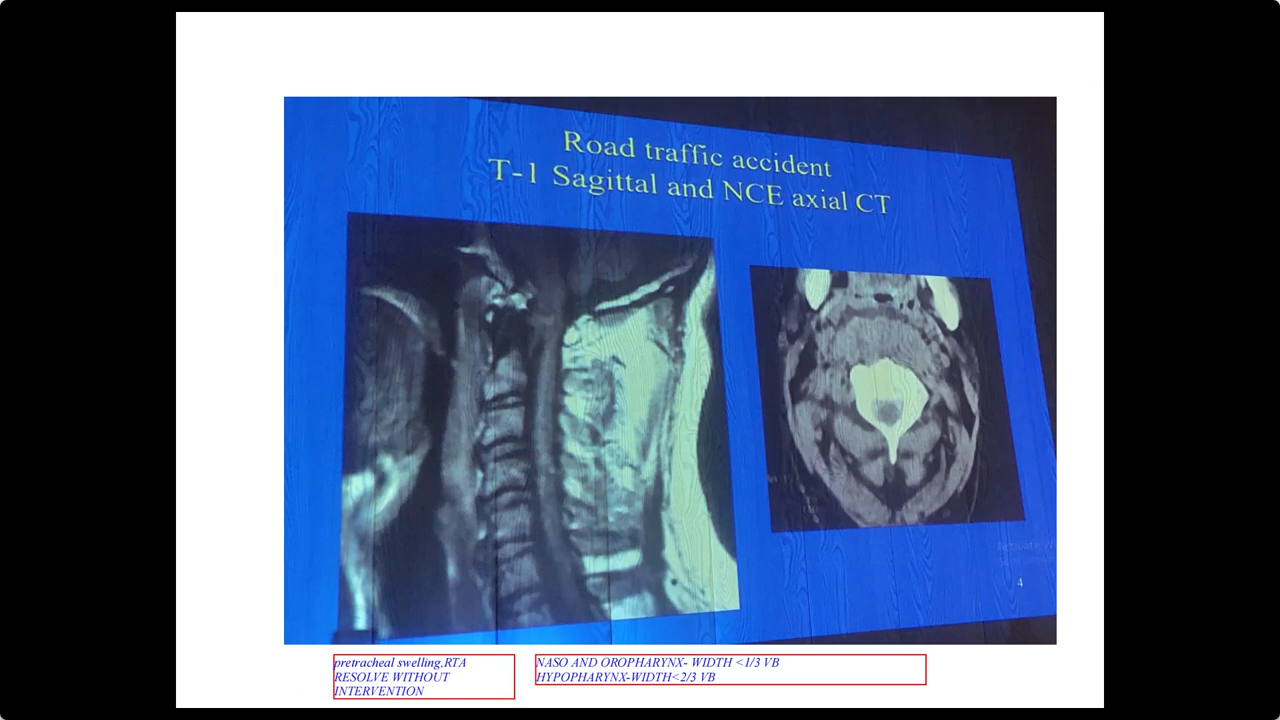 Road traffic accident
T-1 Sagittal and NCE axial CT
4
pretracheal swelling,RTA
RESOLVE WITHOUT
INTERVENTION
NASO AND OROPHARYNX- WIDTH <1/3 VB
HYPOPHARYNX-WIDTH<2/3 VB